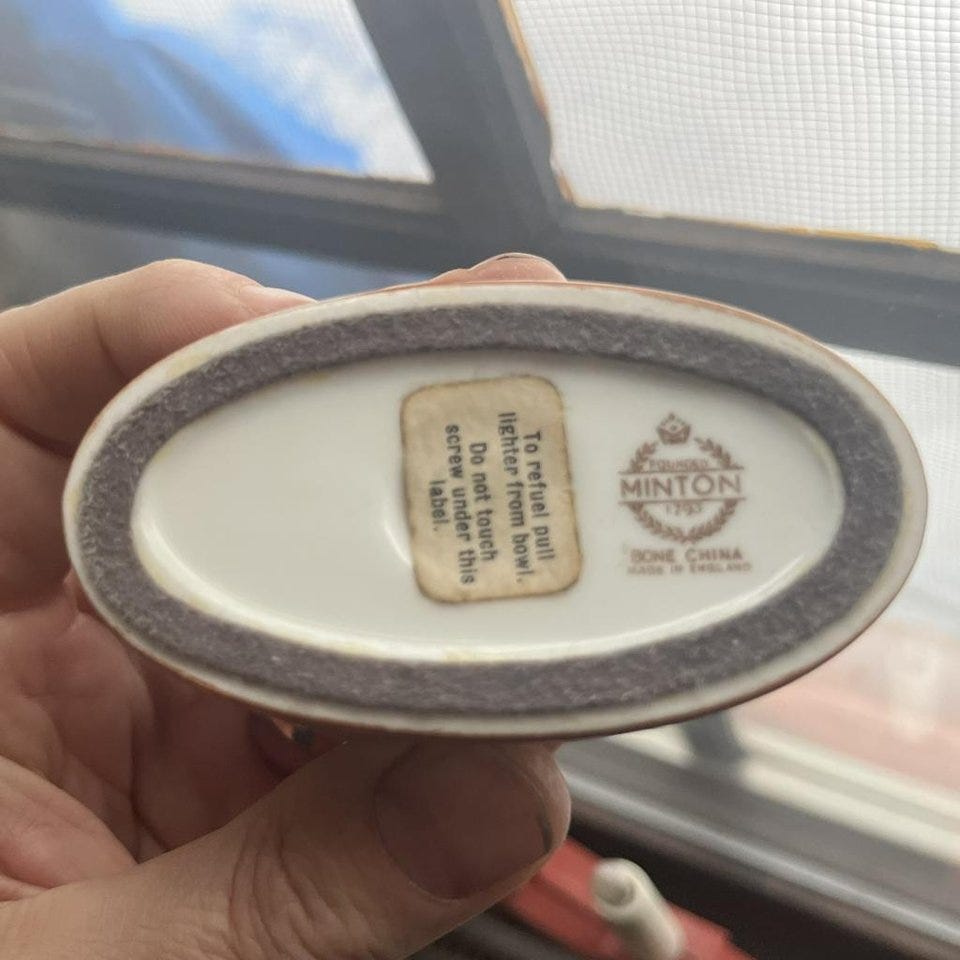 To refuel pull
lighter from bowl.
Do not touch
screw under this
label.
FOUNDED
MINTON
1793
BONE CHINA
MADE IN ENGLAND